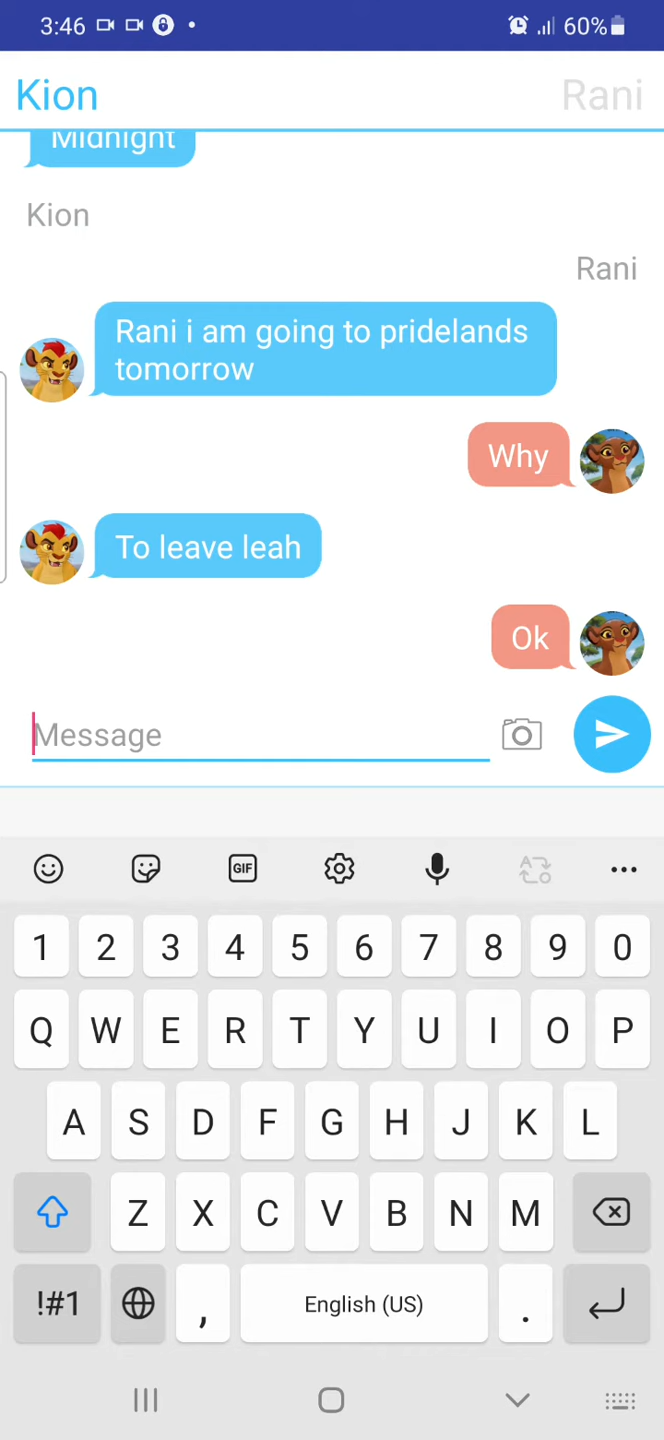 3:46 60%
Kion Rani
Midnight
Kion
Rani
Rani i am going to pridelands
tomorrow
Why
To leave leah
Ok
Message
GIF
1 2 3 4 5 6 7 8 9 0
Q W E R T Y U I O P
A S D F G H J K L
Z X C V B N M
!#1 , English (US) .